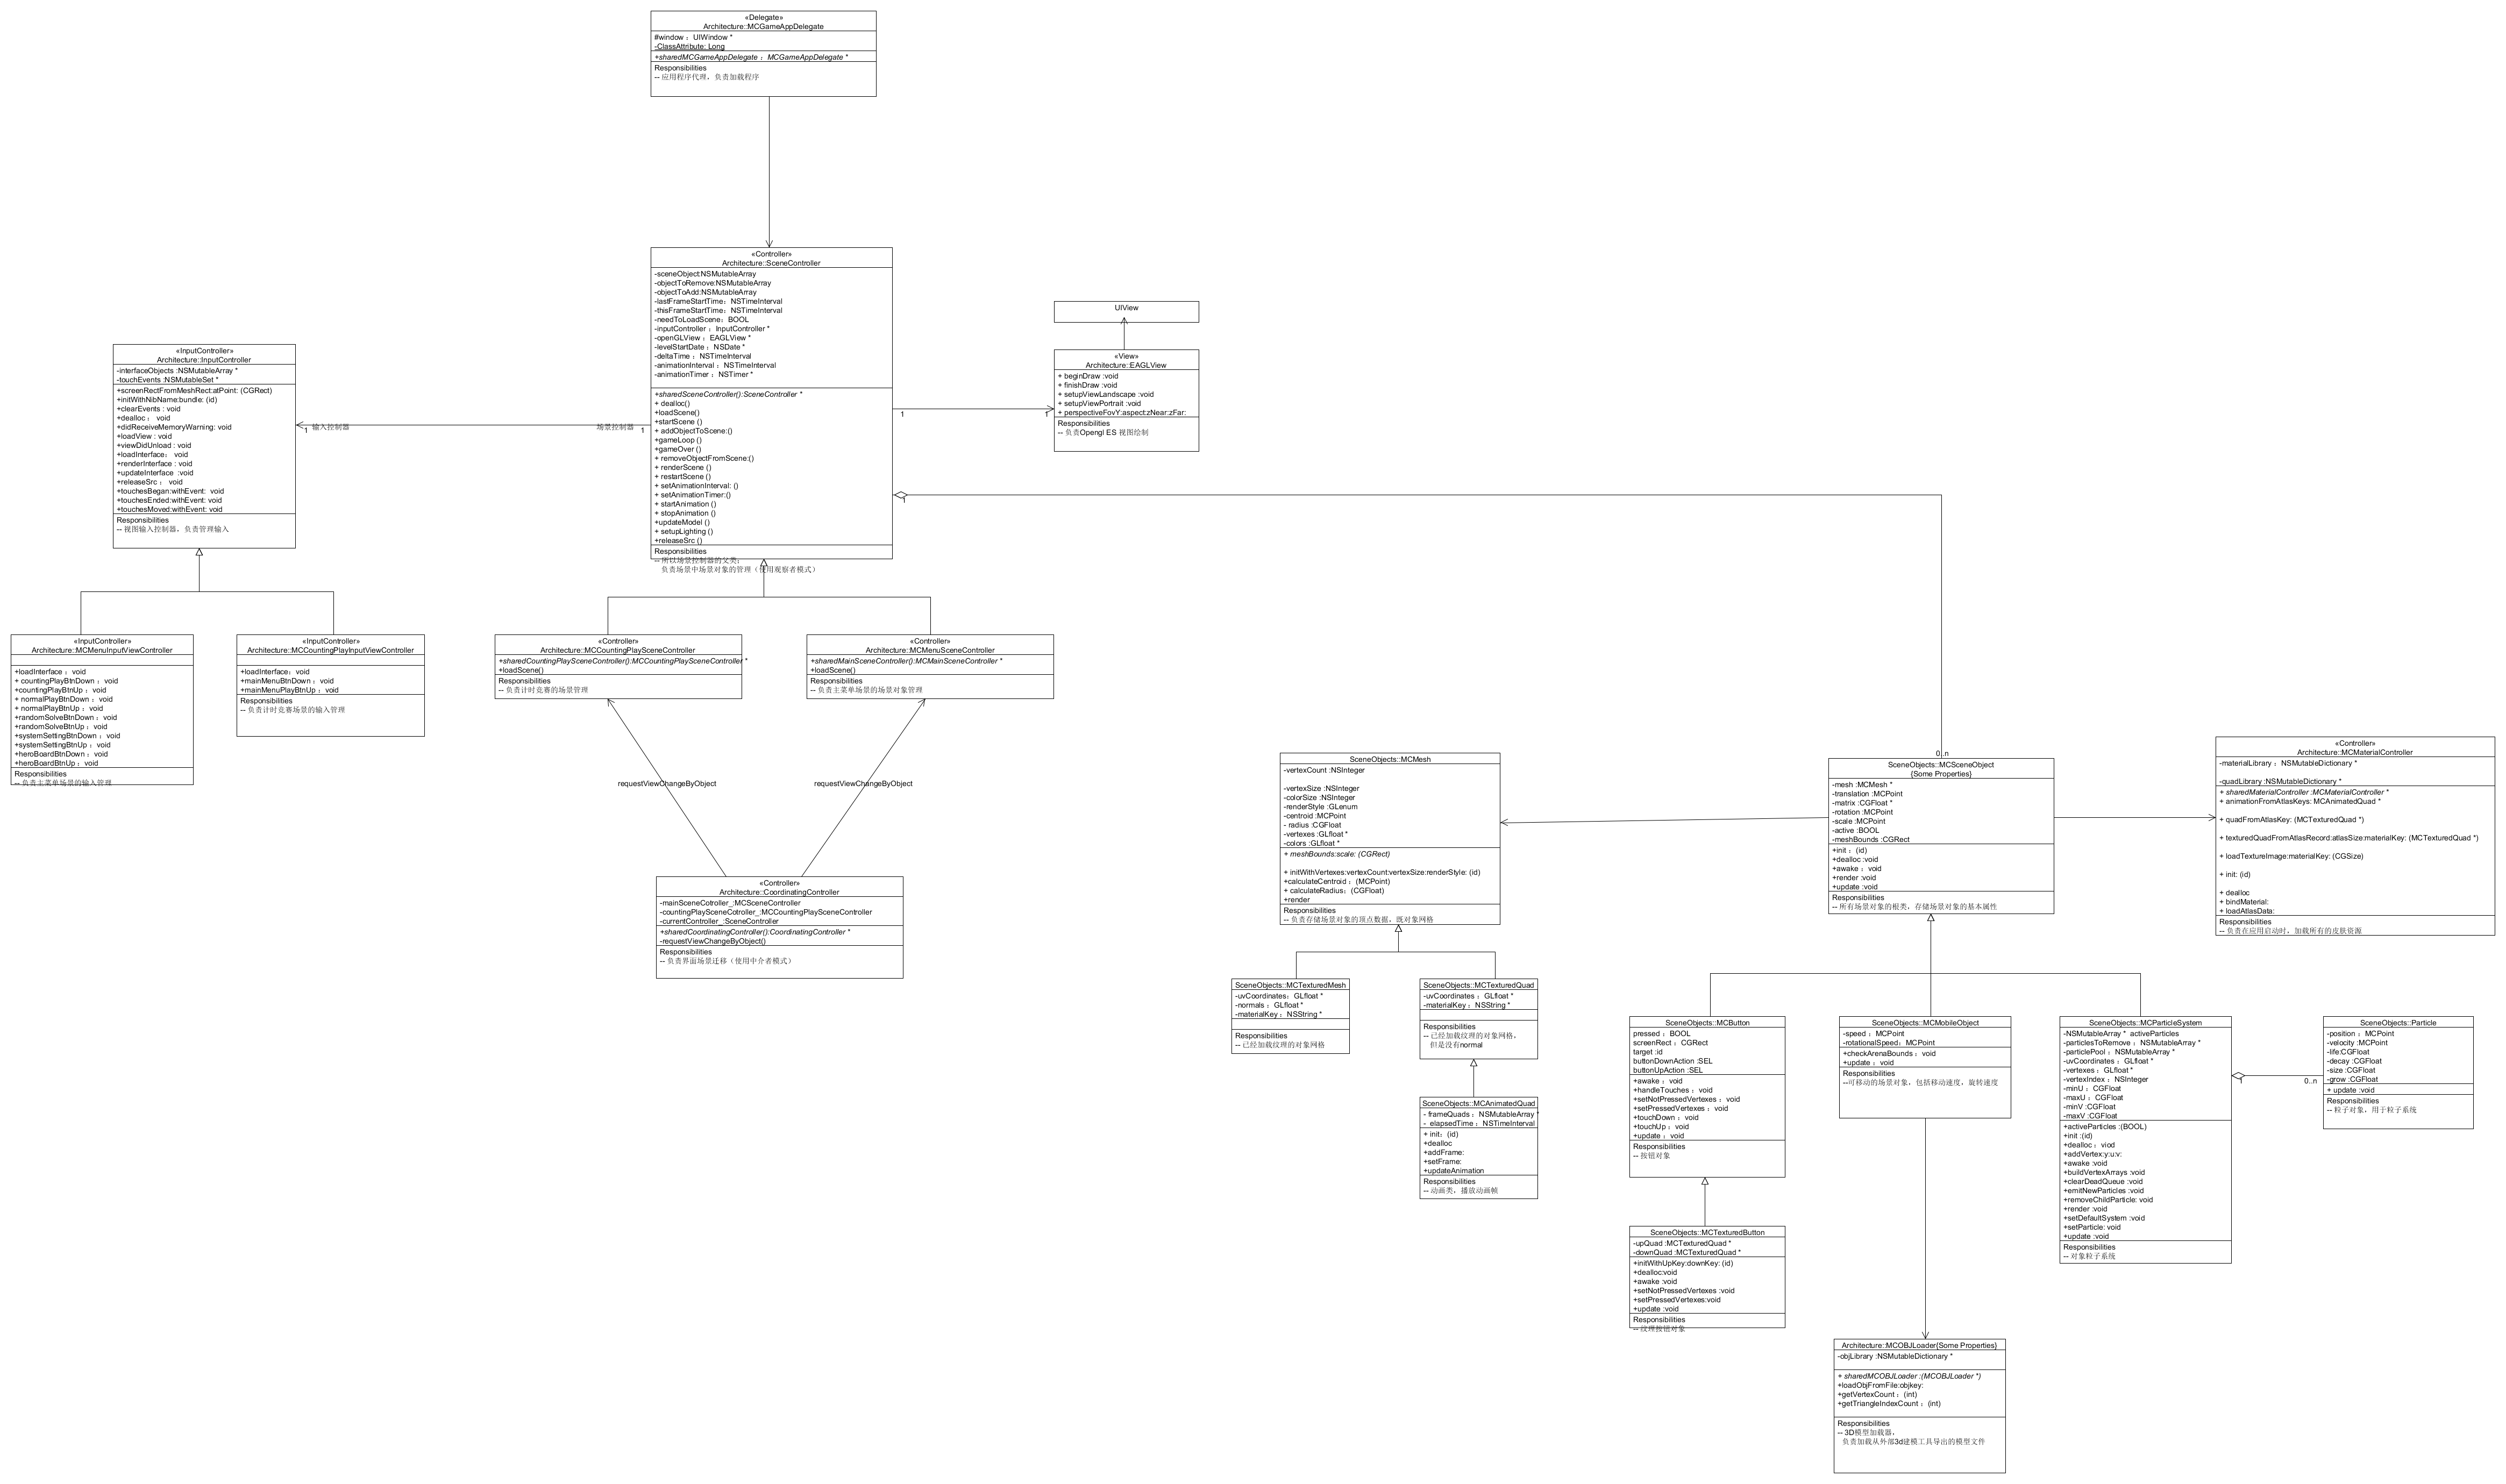 «Delegate»
Architecture::MCGameAppDelegate
#window： UIWindow *
-ClassAttribute: Long
+sharedMCGameAppDelegate： MCGameAppDelegate *
Responsibilities
-- 应用程序代理，负责加载程序
«Controller»
Architecture::SceneController
-sceneObject:NSMutableArray
-objectToRemove:NSMutableArray
-objectToAdd:NSMutableArray
-lastFrameStartTime：NSTimeInterval
-thisFrameStartTime：NSTimeInterval
-needToLoadScene：BOOL
-inputController： InputController *
-openGLView： EAGLView *
-levelStartDate： NSDate *
-deltaTime： NSTimeInterval
-animationInterval： NSTimeInterval
-animationTimer： NSTimer *
+sharedSceneController():SceneController *
+ dealloc()
+loadScene()
+startScene ()
+ addObjectToScene:()
+gameLoop ()
+gameOver ()
+ removeObjectFromScene:()
+ renderScene ()
+ restartScene ()
+ setAnimationInterval: ()
+ setAnimationTimer:()
+ startAnimation ()
+ stopAnimation ()
+updateModel ()
+ setupLighting ()
+releaseSrc ()
Responsibilities
-- 所以场景控制器的父类；
负责场景中场景对象的管理（使用观察者模式）
UIView
«View»
Architecture::EAGLView
+ beginDraw :void
+ finishDraw :void
+ setupViewLandscape :void
+ setupViewPortrait :void
+ perspectiveFovY:aspect:zNear:zFar:
Responsibilities
-- 负责Opengl ES 视图绘制
1
1
«InputController»
Architecture::InputController
-interfaceObjects :NSMutableArray *
-touchEvents :NSMutableSet *
+screenRectFromMeshRect:atPoint: (CGRect)
+initWithNibName:bundle: (id)
+clearEvents : void
+dealloc： void
+didReceiveMemoryWarning: void
+loadView : void
+viewDidUnload : void
+loadInterface： void
+renderInterface : void
+updateInterface :void
+releaseSrc： void
+touchesBegan:withEvent: void
+touchesEnded:withEvent: void
+touchesMoved:withEvent: void
Responsibilities
-- 视图输入控制器，负责管理输入
1 输入控制器
场景控制器 1
1
«InputController»
Architecture::MCMenuInputViewController
+loadInterface： void
+ countingPlayBtnDown： void
+countingPlayBtnUp： void
+ normalPlayBtnDown： void
+ normalPlayBtnUp： void
+randomSolveBtnDown： void
+randomSolveBtnUp： void
+systemSettingBtnDown： void
+systemSettingBtnUp： void
+heroBoardBtnDown： void
+heroBoardBtnUp： void
Responsibilities
-- 负责主菜单场景的输入管理
«InputController»
Architecture::MCCountingPlayInputViewController
+loadInterface：void
+mainMenuBtnDown： void
+mainMenuPlayBtnUp： void
Responsibilities
-- 负责计时竞赛场景的输入管理
«Controller»
Architecture::MCCountingPlaySceneController
+sharedCountingPlaySceneController():MCCountingPlaySceneController *
+loadScene()
Responsibilities
-- 负责计时竞赛的场景管理
«Controller»
Architecture::MCMenuSceneController
+sharedMainSceneController():MCMainSceneController *
+loadScene()
Responsibilities
-- 负责主菜单场景的场景对象管理
requestViewChangeByObject
requestViewChangeByObject
«Controller»
Architecture::CoordinatingController
-mainSceneCotroller_:MCSceneController
-countingPlaySceneCotroller_:MCCountingPlaySceneController
-currentController_:SceneController
+sharedCoordinatingController():CoordinatingController *
-requestViewChangeByObject()
Responsibilities
-- 负责界面场景迁移（使用中介者模式）
SceneObjects::MCMesh
-vertexCount :NSInteger
-vertexSize :NSInteger
-colorSize :NSInteger
-renderStyle :GLenum
-centroid :MCPoint
- radius :CGFloat
-vertexes :GLfloat *
-colors :GLfloat *
+ meshBounds:scale: (CGRect)
+ initWithVertexes:vertexCount:vertexSize:renderStyle: (id)
+calculateCentroid：(MCPoint)
+ calculateRadius：(CGFloat)
+render
Responsibilities
-- 负责存储场景对象的顶点数据，既对象网格
SceneObjects::MCTexturedMesh
-uvCoordinates：GLfloat *
-normals： GLfloat *
-materialKey： NSString *
Responsibilities
-- 已经加载纹理的对象网格
SceneObjects::MCTexturedQuad
-uvCoordinates： GLfloat *
-materialKey： NSString *
Responsibilities
-- 已经加载纹理的对象网格，
但是没有normal
SceneObjects::MCAnimatedQuad
- frameQuads： NSMutableArray *
- elapsedTime： NSTimeInterval
+ init：(id)
+dealloc
+addFrame:
+setFrame:
+updateAnimation
Responsibilities
-- 动画类，播放动画帧
0..n
SceneObjects::MCSceneObject
{Some Properties}
-mesh :MCMesh *
-translation :MCPoint
-matrix :CGFloat *
-rotation :MCPoint
-scale :MCPoint
-active :BOOL
-meshBounds :CGRect
+init：(id)
+dealloc :void
+awake： void
+render :void
+update :void
Responsibilities
-- 所有场景对象的根类，存储场景对象的基本属性
«Controller»
Architecture::MCMaterialController
-materialLibrary： NSMutableDictionary *
-quadLibrary :NSMutableDictionary *
+ sharedMaterialController :MCMaterialController *
+ animationFromAtlasKeys: MCAnimatedQuad *
+ quadFromAtlasKey: (MCTexturedQuad *)
+ texturedQuadFromAtlasRecord:atlasSize:materialKey: (MCTexturedQuad *)
+ loadTextureImage:materialKey: (CGSize)
+ init: (id)
+ dealloc
+ bindMaterial:
+ loadAtlasData:
Responsibilities
-- 负责在应用启动时，加载所有的皮肤资源
SceneObjects::MCButton
pressed： BOOL
screenRect： CGRect
target :id
buttonDownAction :SEL
buttonUpAction :SEL
+awake： void
+handleTouches： void
+setNotPressedVertexes： void
+setPressedVertexes： void
+touchDown： void
+touchUp： void
+update： void
Responsibilities
-- 按钮对象
SceneObjects::MCTexturedButton
-upQuad :MCTexturedQuad *
-downQuad :MCTexturedQuad *
+initWithUpKey:downKey: (id)
+dealloc:void
+awake :void
+setNotPressedVertexes :void
+setPressedVertexes:void
+update :void
Responsibilities
-- 纹理按钮对象
SceneObjects::MCMobileObject
-speed： MCPoint
-rotationalSpeed：MCPoint
+checkArenaBounds： void
+update： void
Responsibilities
--可移动的场景对象，包括移动速度，旋转速度
SceneObjects::MCParticleSystem
-NSMutableArray * activeParticles
-particlesToRemove： NSMutableArray *
-particlePool： NSMutableArray *
-uvCoordinates： GLfloat *
-vertexes： GLfloat *
-vertexIndex： NSInteger
-minU： CGFloat
-maxU： CGFloat
-minV :CGFloat
-maxV :CGFloat
+activeParticles :(BOOL)
+init :(id)
+dealloc： viod
+addVertex:y:u:v:
+awake :void
+buildVertexArrays :void
+clearDeadQueue :void
+emitNewParticles :void
+removeChildParticle: void
+render :void
+setDefaultSystem :void
+setParticle: void
+update :void
Responsibilities
-- 对象粒子系统
1
0..n
SceneObjects::Particle
-position： MCPoint
-velocity :MCPoint
-life:CGFloat
-decay :CGFloat
-size :CGFloat
-grow :CGFloat
+ update :void
Responsibilities
-- 粒子对象，用于粒子系统
Architecture::MCOBJLoader{Some Properties}
-objLibrary :NSMutableDictionary *
+ sharedMCOBJLoader :(MCOBJLoader *)
+loadObjFromFile:objkey:
+getVertexCount：(int)
+getTriangleIndexCount：(int)
Responsibilities
-- 3D模型加载器，
负责加载从外部3d建模工具导出的模型文件